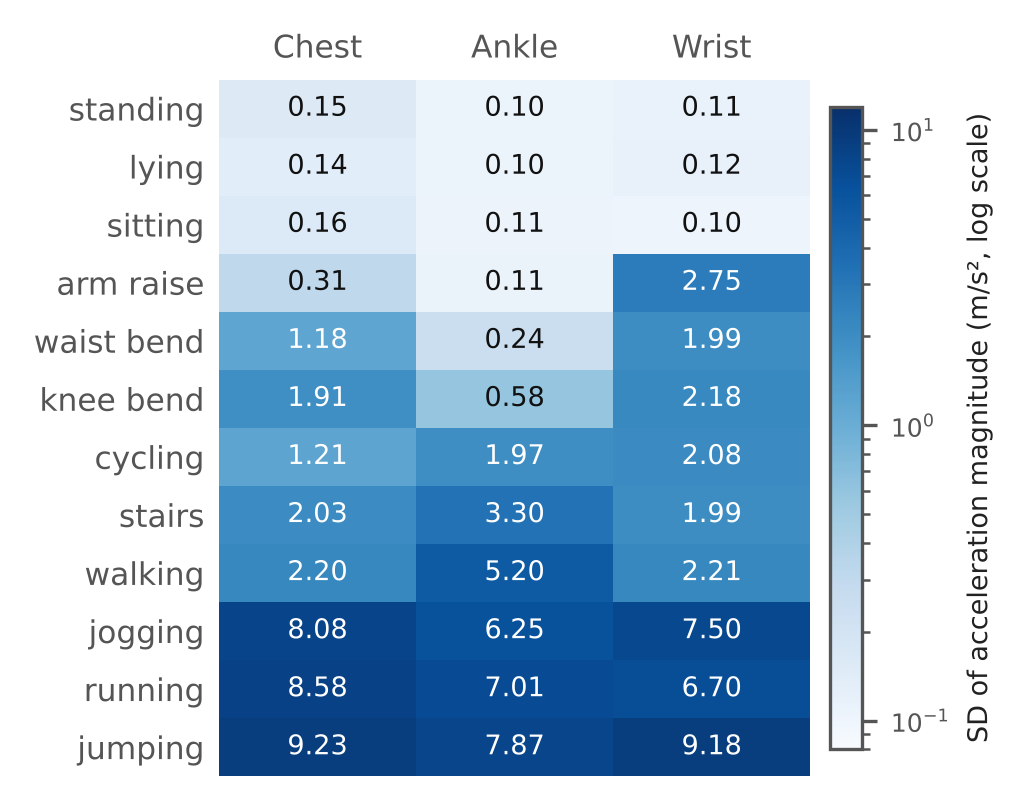 Chest Ankle Wrist
standing 0.15 0.10 0.11
lying 0.14 0.10 0.12
sitting 0.16 0.11 0.10
arm raise 0.31 0.11 2.75
waist bend 1.18 0.24 1.99
knee bend 1.91 0.58 2.18
cycling 1.21 1.97 2.08
stairs 2.03 3.30 1.99
walking 2.20 5.20 2.21
jogging 8.08 6.25 7.50
running 8.58 7.01 6.70
jumping 9.23 7.87 9.18
10¹
10⁰
10⁻¹
SD of acceleration magnitude (m/s², log scale)